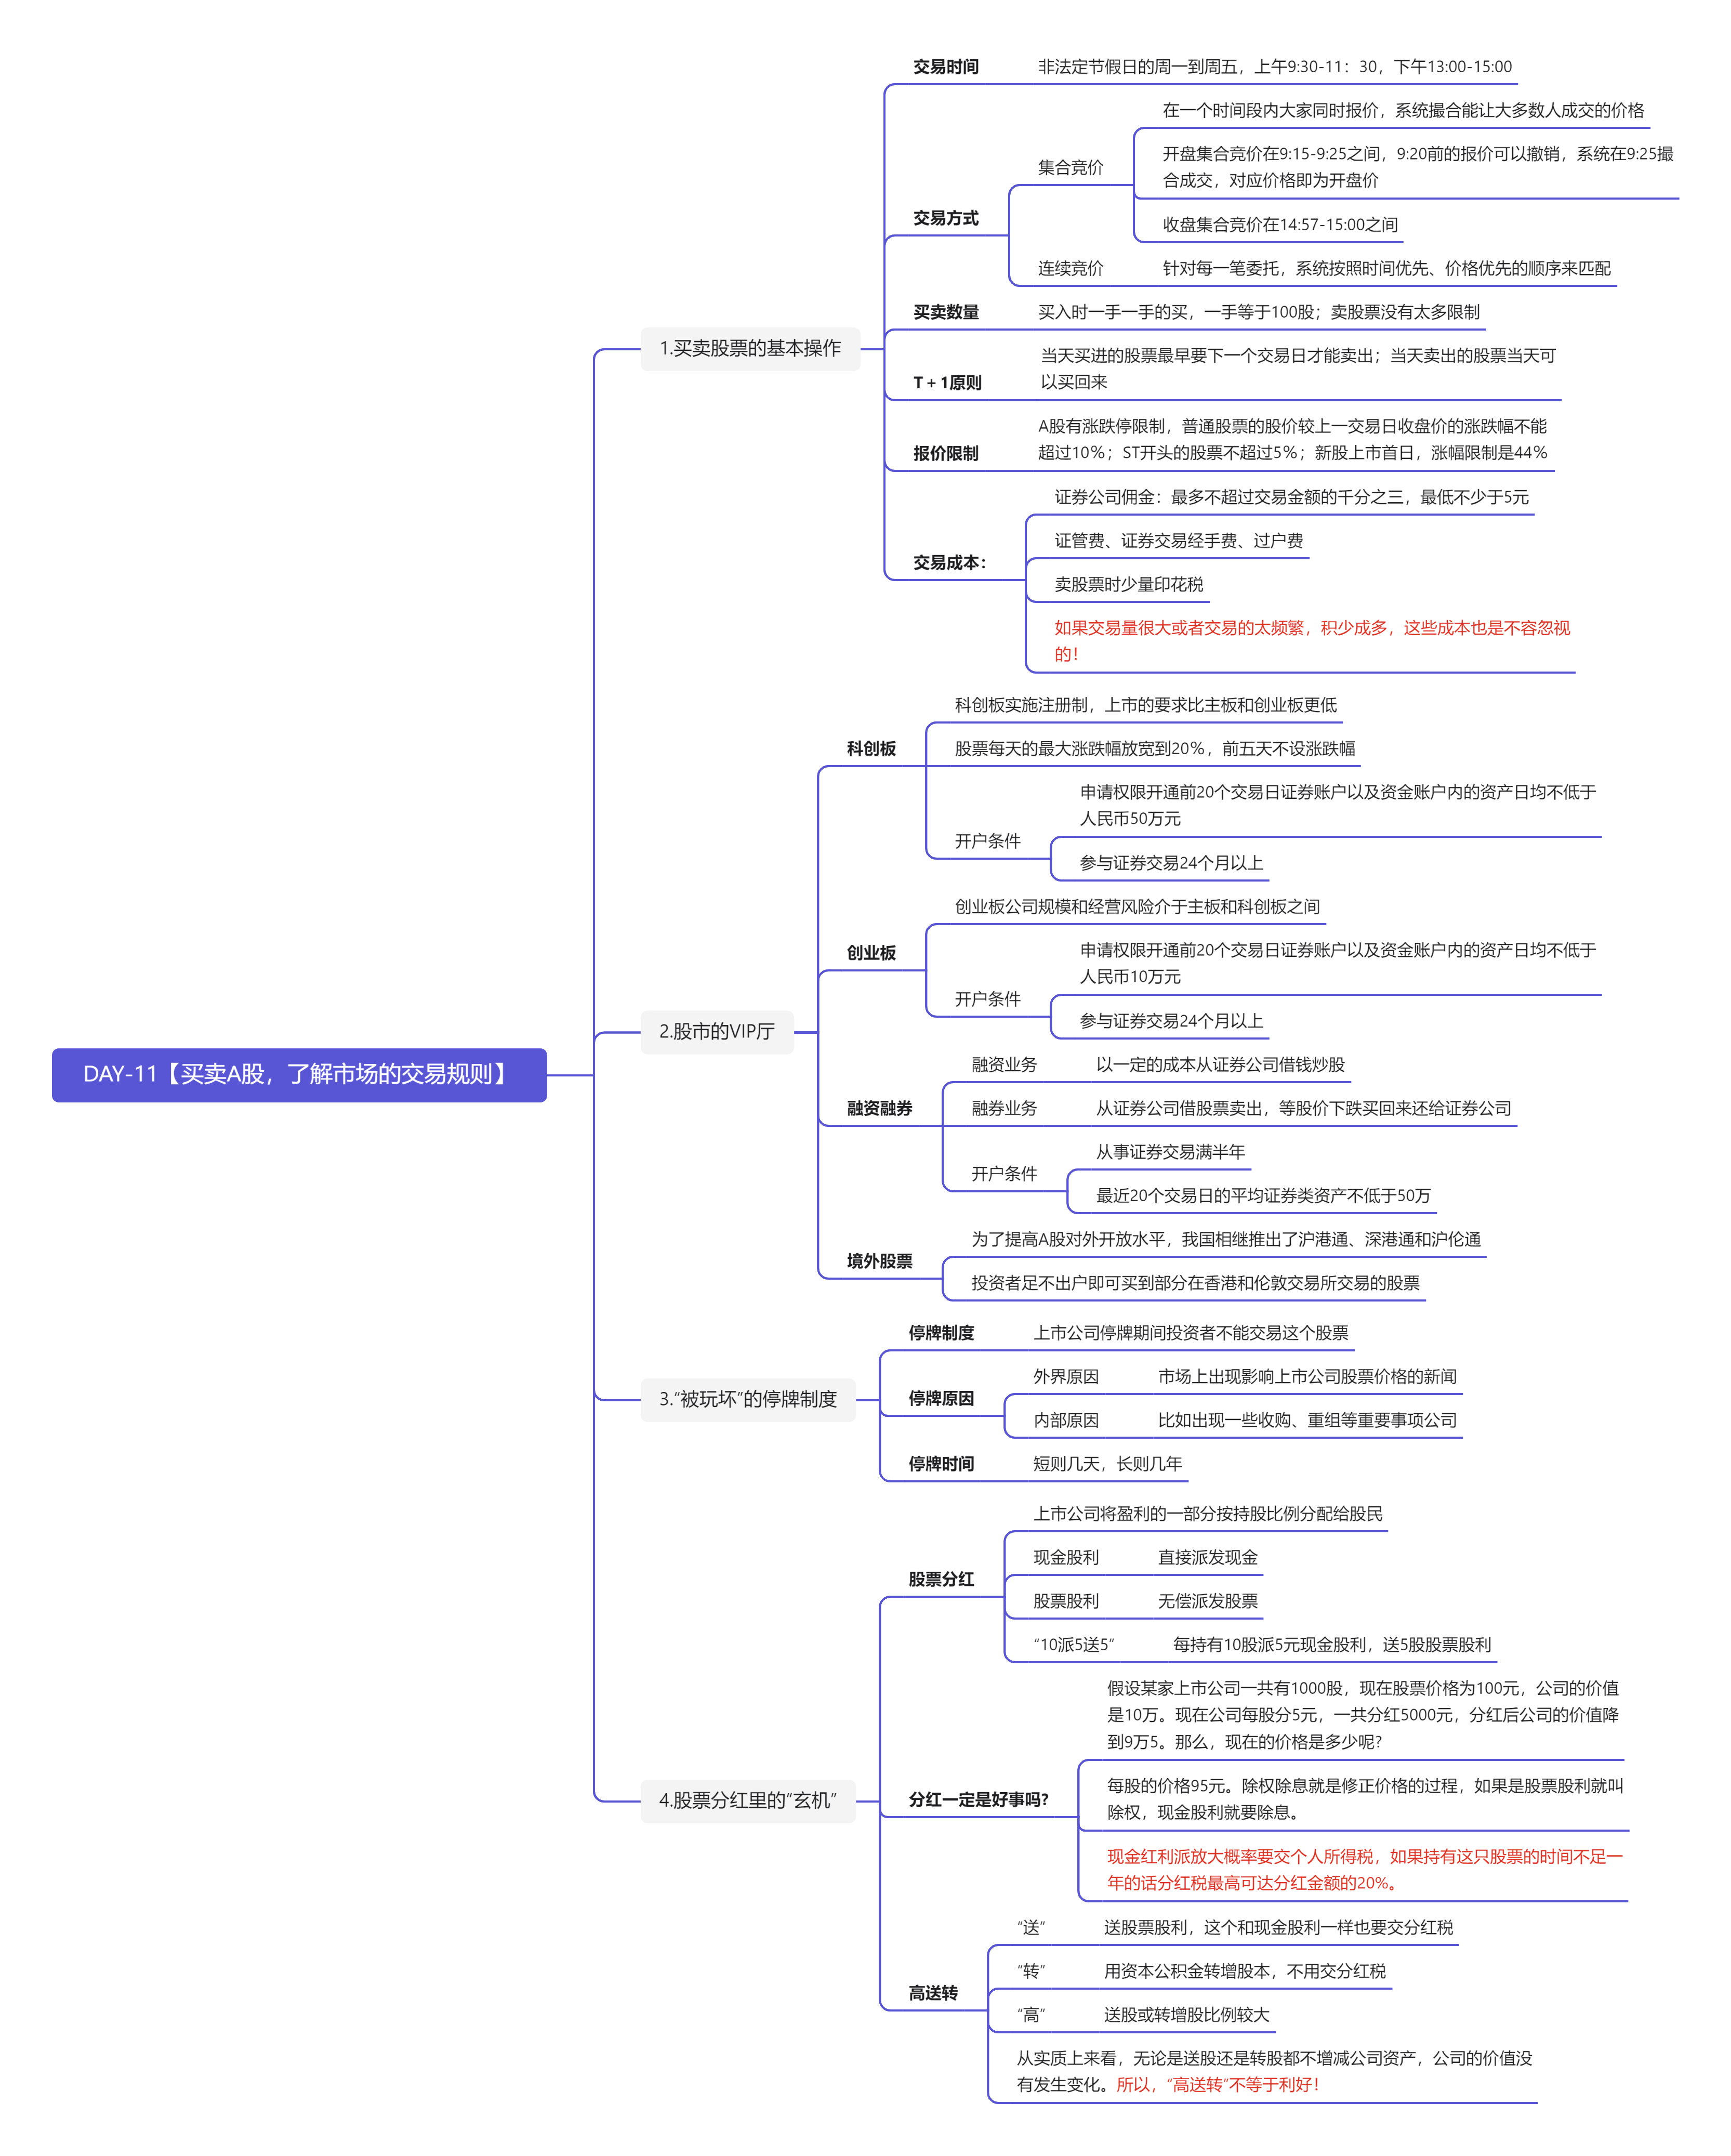 DAY-11【买卖A股，了解市场的交易规则】
1.买卖股票的基本操作
交易时间
非法定节假日的周一到周五，上午9:30-11：30，下午13:00-15:00
交易方式
集合竞价
在一个时间段内大家同时报价，系统撮合能让大多数人成交的价格
开盘集合竞价在9:15-9:25之间，9:20前的报价可以撤销，系统在9:25撮
合成交，对应价格即为开盘价
收盘集合竞价在14:57-15:00之间
连续竞价
针对每一笔委托，系统按照时间优先、价格优先的顺序来匹配
买卖数量
买入时一手一手的买，一手等于100股；卖股票没有太多限制
T＋1原则
当天买进的股票最早要下一个交易日才能卖出；当天卖出的股票当天可
以买回来
报价限制
A股有涨跌停限制，普通股票的股价较上一交易日收盘价的涨跌幅不能
超过10%；ST开头的股票不超过5%；新股上市首日，涨幅限制是44%
交易成本：
证券公司佣金：最多不超过交易金额的千分之三，最低不少于5元
证管费、证券交易经手费、过户费
卖股票时少量印花税
如果交易量很大或者交易的太频繁，积少成多，这些成本也是不容忽视
的！
2.股市的VIP厅
科创板
科创板实施注册制，上市的要求比主板和创业板更低
股票每天的最大涨跌幅放宽到20%，前五天不设涨跌幅
开户条件
申请权限开通前20个交易日证券账户以及资金账户内的资产日均不低于
人民币50万元
参与证券交易24个月以上
创业板
创业板公司规模和经营风险介于主板和科创板之间
开户条件
申请权限开通前20个交易日证券账户以及资金账户内的资产日均不低于
人民币10万元
参与证券交易24个月以上
融资融券
融资业务
以一定的成本从证券公司借钱炒股
融券业务
从证券公司借股票卖出，等股价下跌买回来还给证券公司
开户条件
从事证券交易满半年
最近20个交易日的平均证券类资产不低于50万
境外股票
为了提高A股对外开放水平，我国相继推出了沪港通、深港通和沪伦通
投资者足不出户即可买到部分在香港和伦敦交易所交易的股票
3.“被玩坏”的停牌制度
停牌制度
上市公司停牌期间投资者不能交易这个股票
停牌原因
外界原因
市场上出现影响上市公司股票价格的新闻
内部原因
比如出现一些收购、重组等重要事项公司
停牌时间
短则几天，长则几年
4.股票分红里的“玄机”
股票分红
上市公司将盈利的一部分按持股比例分配给股民
现金股利
直接派发现金
股票股利
无偿派发股票
“10派5送5”
每持有10股派5元现金股利，送5股股票股利
分红一定是好事吗？
假设某家上市公司一共有1000股，现在股票价格为100元，公司的价值
是10万。现在公司每股分5元，一共分红5000元，分红后公司的价值降
到9万5。那么，现在的价格是多少呢？
每股的价格95元。除权除息就是修正价格的过程，如果是股票股利就叫
除权，现金股利就要除息。
现金红利派放大概率要交个人所得税，如果持有这只股票的时间不足一
年的话分红税最高可达分红金额的20%。
高送转
“送”
送股票股利，这个和现金股利一样也要交分红税
“转”
用资本公积金转增股本，不用交分红税
“高”
送股或转增股比例较大
从实质上来看，无论是送股还是转股都不增减公司资产，公司的价值没
有发生变化。所以，“高送转”不等于利好！